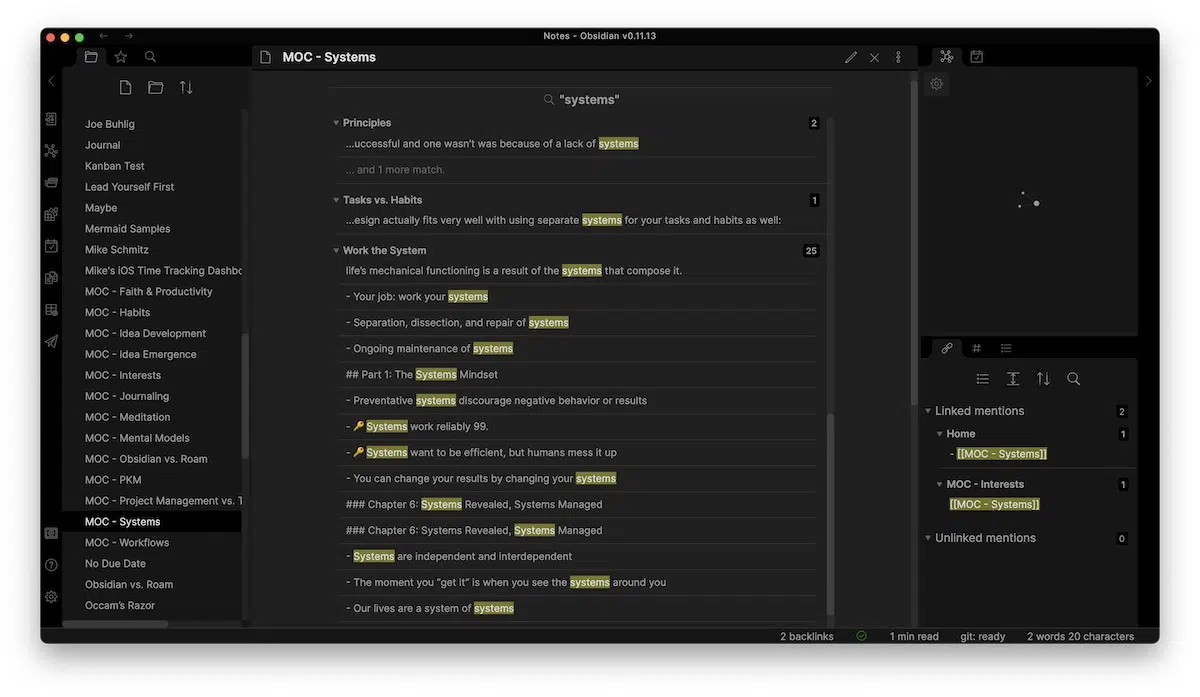 Notes - Obsidian v0.11.13
MOC - Systems
Joe Buhlig
Journal
Kanban Test
Lead Yourself First
Maybe
Mermaid Samples
Mike Schmitz
Mike's iOS Time Tracking Dashbo
MOC - Faith & Productivity
MOC - Habits
MOC - Idea Development
MOC - Idea Emergence
MOC - Interests
MOC - Journaling
MOC - Meditation
MOC - Mental Models
MOC - Obsidian vs. Roam
MOC - PKM
MOC - Project Management vs. T
MOC - Systems
MOC - Workflows
No Due Date
Obsidian vs. Roam
Occam's Razor
"systems"
Principles 2
...uccessful and one wasn't was because of a lack of systems
... and 1 more match.
Tasks vs. Habits 1
...esign actually fits very well with using separate systems for your tasks and habits as well:
Work the System 25
life's mechanical functioning is a result of the systems that compose it.
- Your job: work your systems
- Separation, dissection, and repair of systems
- Ongoing maintenance of systems
## Part 1: The Systems Mindset
- Preventative systems discourage negative behavior or results
- 🔑 Systems work reliably 99.
- 🔑 Systems want to be efficient, but humans mess it up
- You can change your results by changing your systems
### Chapter 6: Systems Revealed, Systems Managed
### Chapter 6: Systems Revealed, Systems Managed
- Systems are independent and interdependent
- The moment you “get it” is when you see the systems around you
- Our lives are a system of systems
Linked mentions 2
Home 1
- [[MOC - Systems]]
MOC - Interests 1
[[MOC - Systems]]
Unlinked mentions 0
2 backlinks 1 min read git: ready 2 words 20 characters